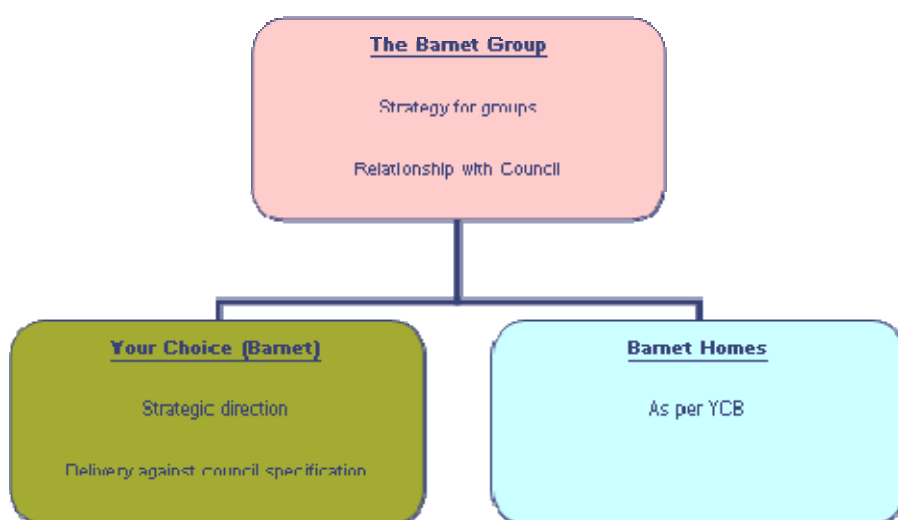 The Barnet Group
Strategy for groups
Relationship with Council
Your Choice (Barnet)
Strategic direction
Delivery against council specification
Barnet Homes
As per YCB